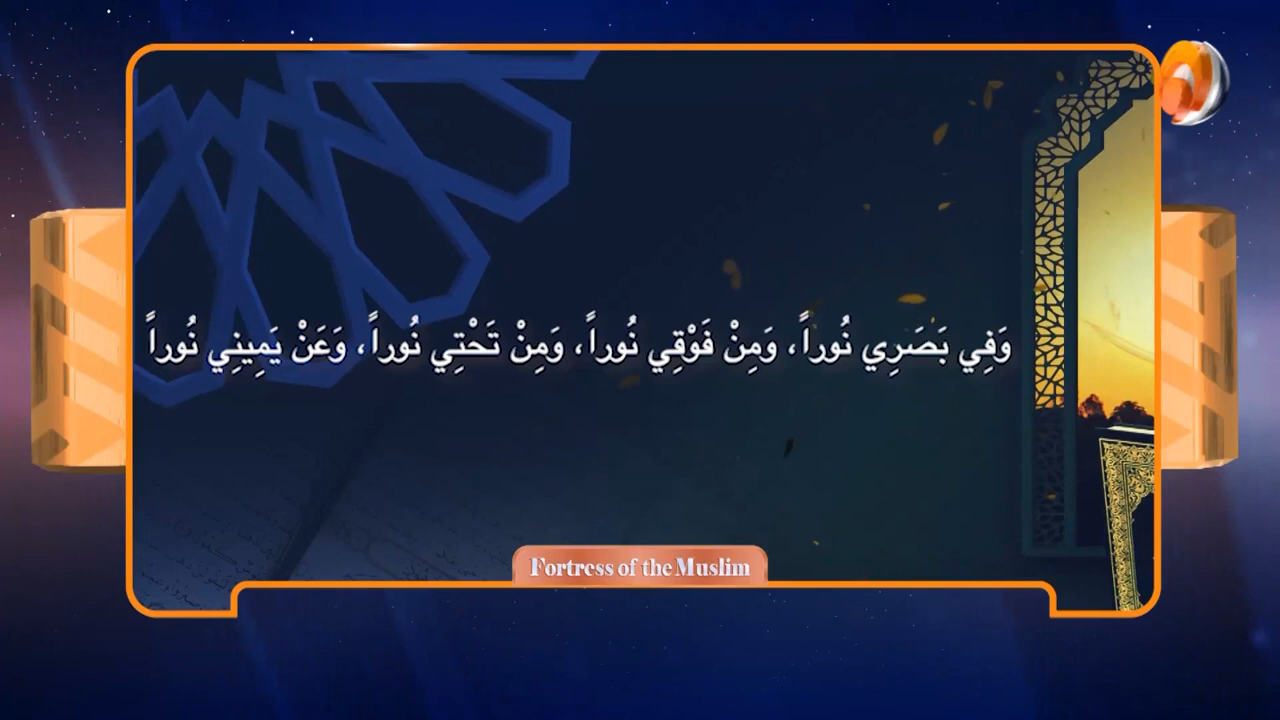 وَفِي بَصَرِي نُوراً، وَمِنْ فَوْقِي نُوراً، وَمِنْ تَحْتِي نُوراً، وَعَنْ يَمِينِي نُوراً
Fortress of the Muslim